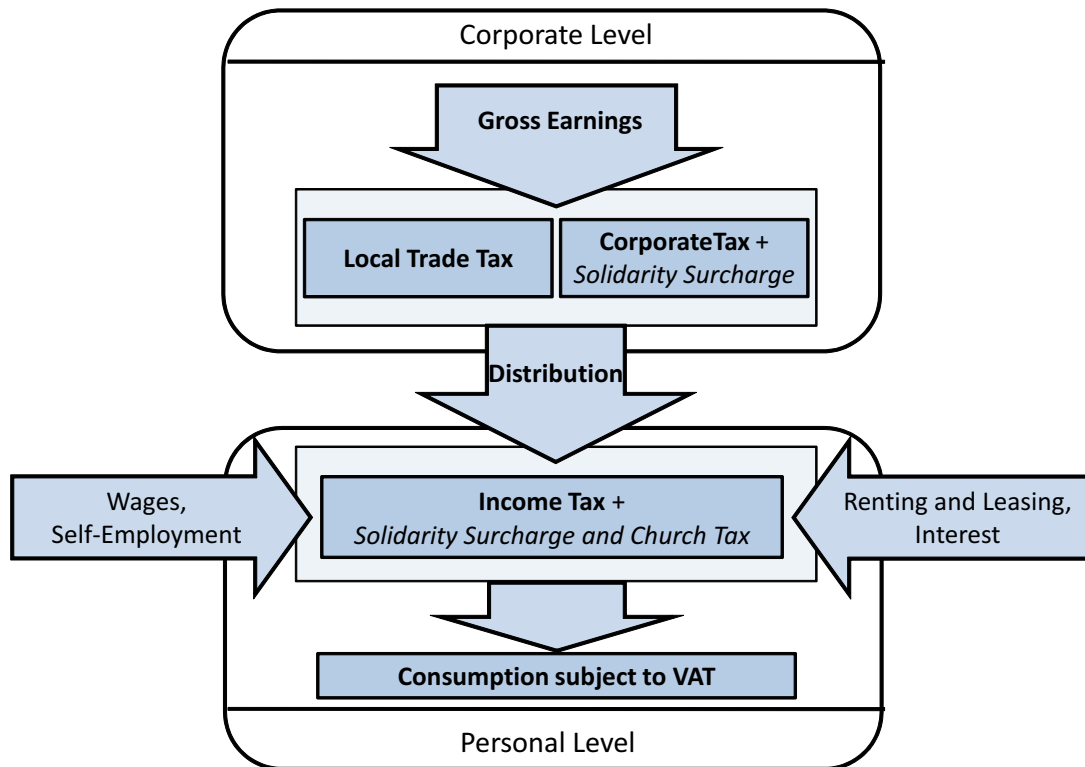 Corporate Level
Gross Earnings
Local Trade Tax
CorporateTax +
Solidarity Surcharge
Distribution
Wages,
Self-Employment
Income Tax +
Solidarity Surcharge and Church Tax
Renting and Leasing,
Interest
Consumption subject to VAT
Personal Level